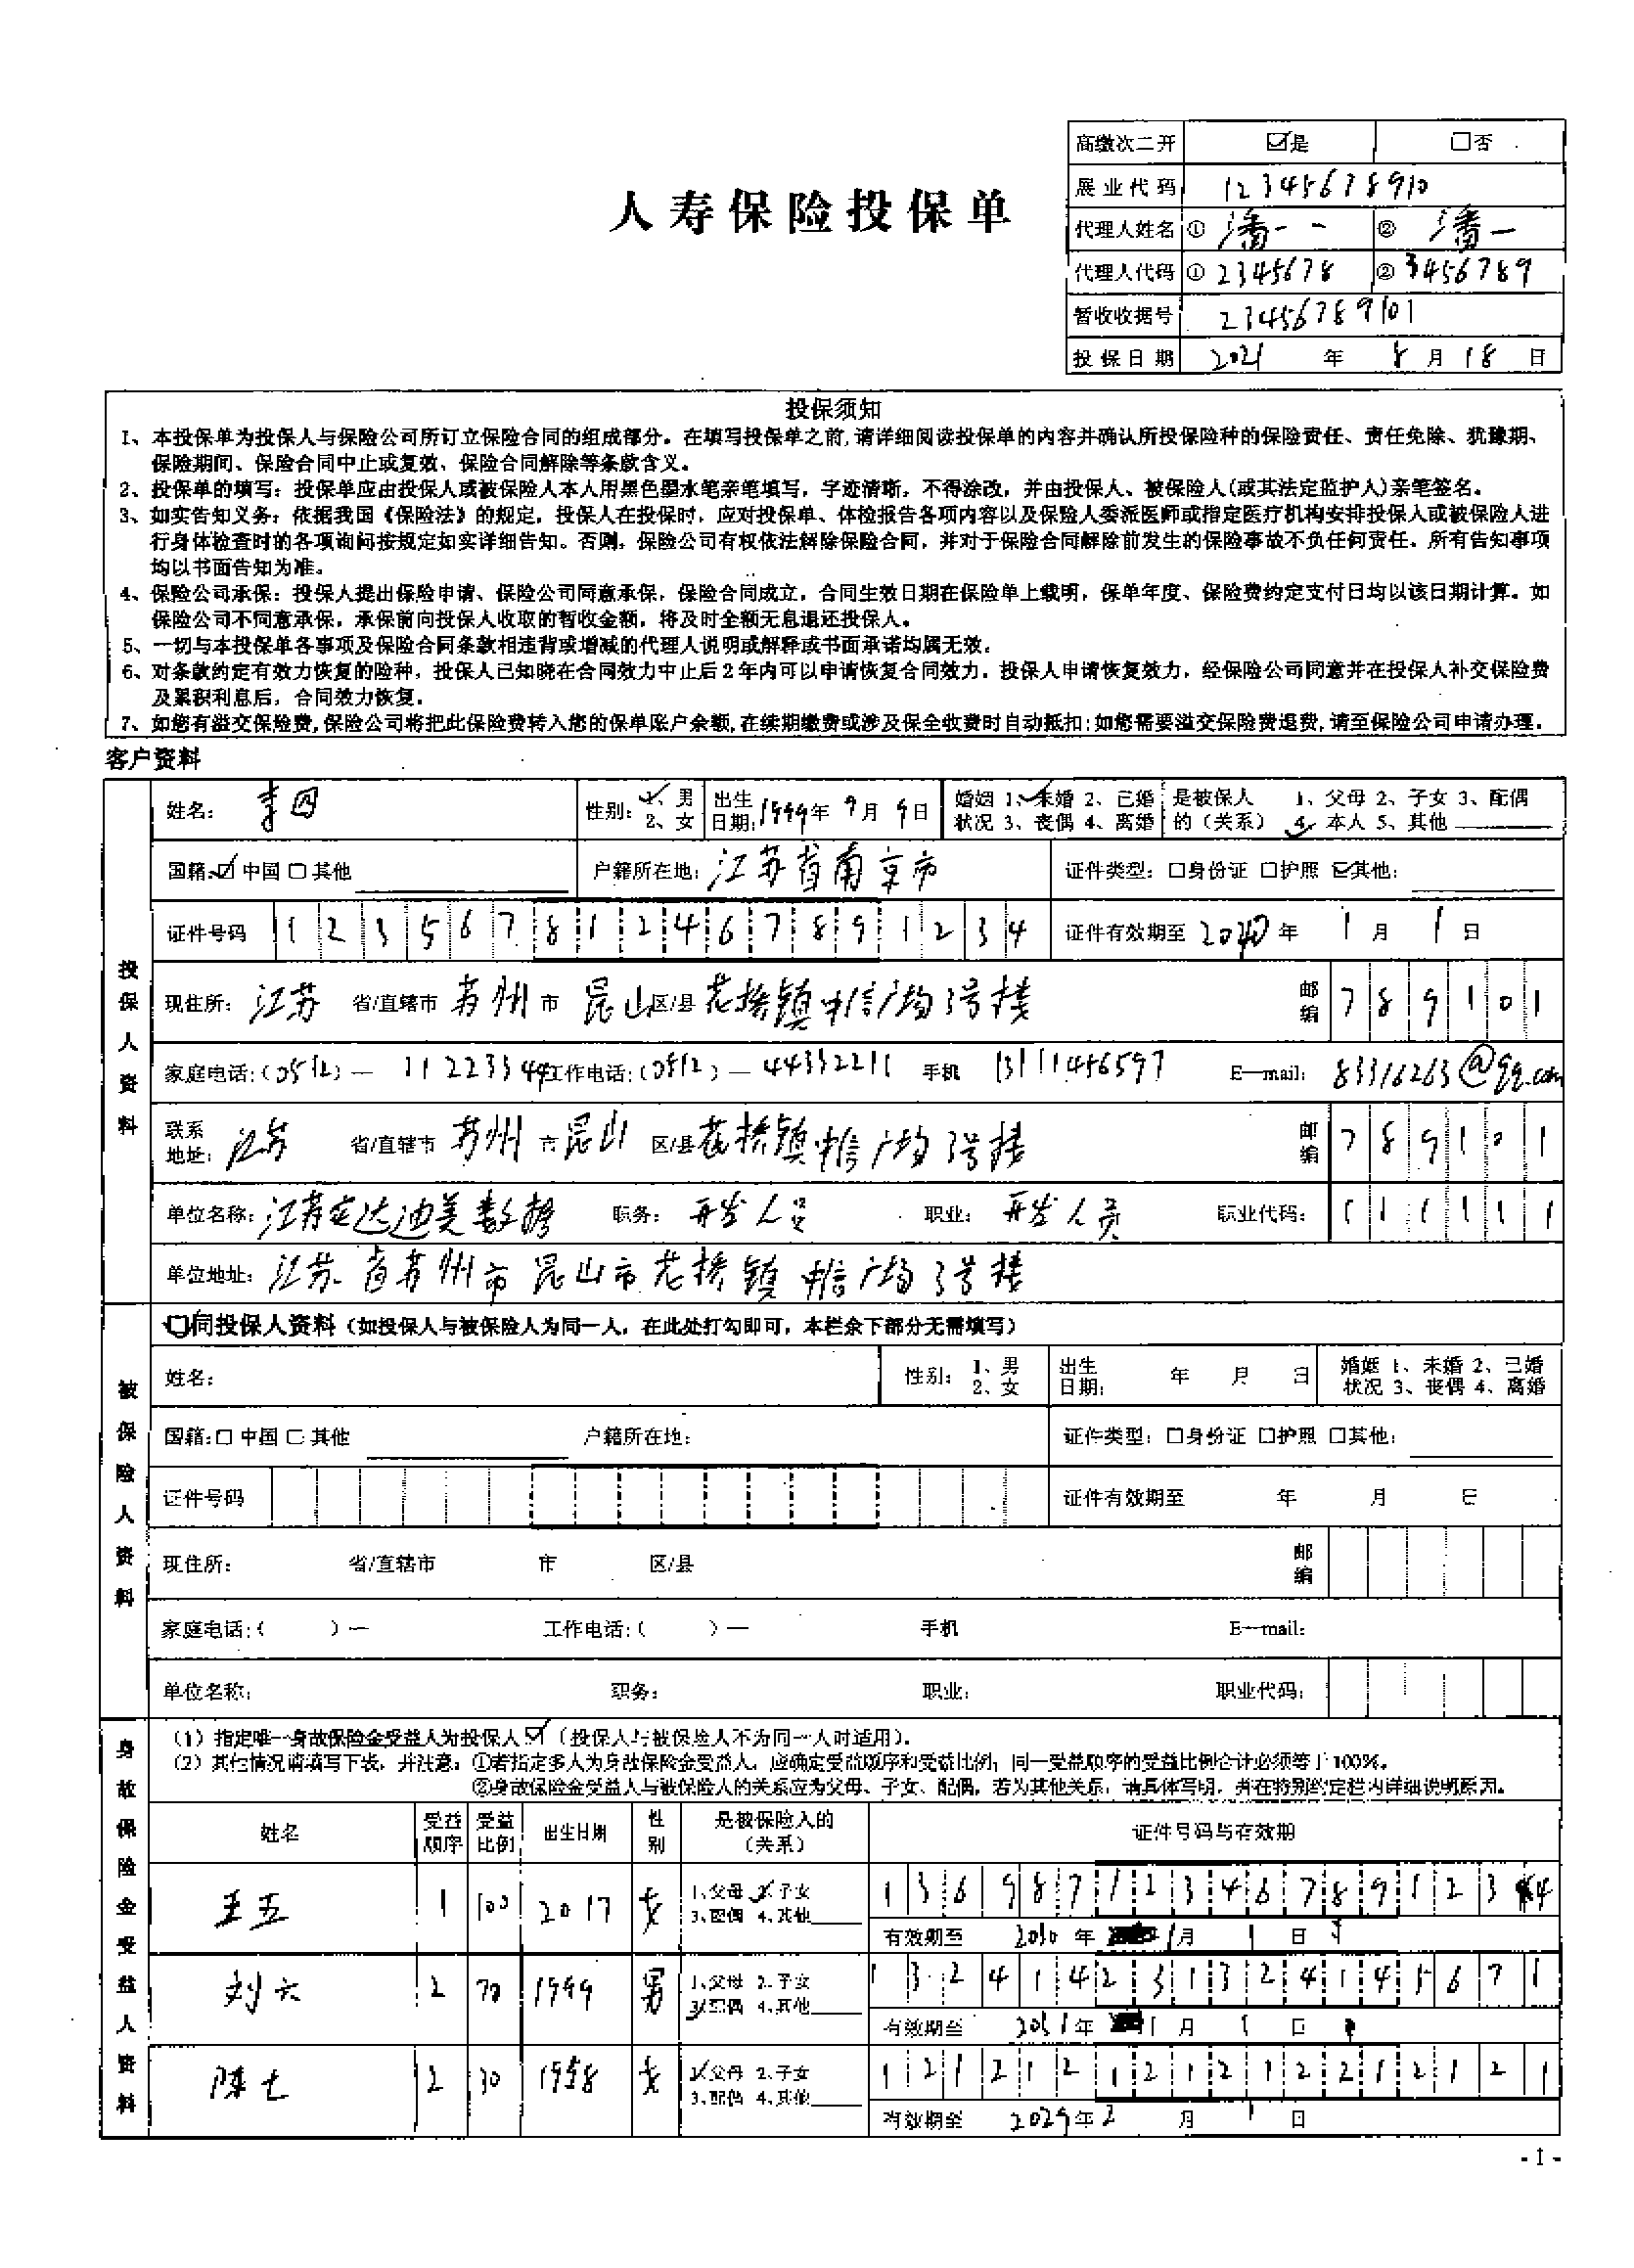 高缴次二开 ☑是 □否
展业代码 12345678910
人寿保险投保单
代理人姓名 ① 潘一一 ② 潘一
代理人代码 ① 2345678 ② 3456789
暂收收据号 23456789101
投保日期 2021 年 8 月 18 日
投保须知
1、本投保单为投保人与保险公司所订立保险合同的组成部分。在填写投保单之前,请详细阅读投保单的内容并确认所投保险种的保险责任、责任免除、犹豫期、
保险期间、保险合同中止或复效、保险合同解除等条款含义。
2、投保单的填写：投保单应由投保人或被保险人本人用黑色墨水笔亲笔填写，字迹清晰，不得涂改，并由投保人、被保险人(或其法定监护人)亲笔签名。
3、如实告知义务：依据我国《保险法》的规定，投保人在投保时，应对投保单、体检报告各项内容以及保险人委派医师或指定医疗机构安排投保人或被保险人进
行身体检查时的各项询问按规定如实详细告知。否则，保险公司有权依法解除保险合同，并对于保险合同解除前发生的保险事故不负任何责任。所有告知事项
均以书面告知为准。
4、保险公司承保：投保人提出保险申请、保险公司同意承保，保险合同成立，合同生效日期在保险单上载明，保单年度、保险费约定支付日均以该日期计算。如
保险公司不同意承保，承保前向投保人收取的暂收金额，将及时全额无息退还投保人。
5、一切与本投保单各事项及保险合同条款相违背或增减的代理人说明或解释或书面承诺均属无效。
6、对条款约定有效力恢复的险种，投保人已知晓在合同效力中止后2年内可以申请恢复合同效力。投保人申请恢复效力，经保险公司同意并在投保人补交保险费
及累积利息后，合同效力恢复。
7、如您有溢交保险费,保险公司将把此保险费转入您的保单账户余额,在续期缴费或涉及保全收费时自动抵扣;如您需要溢交保险费退费,请至保险公司申请办理。
客户资料
投保人资料
姓名： 李四 性别： 1、男 2、女 出生日期: 1999年 9月 9日 婚姻状况 1、未婚 2、已婚 3、丧偶 4、离婚 是被保人的（关系） 1、父母 2、子女 3、配偶 4、本人 5、其他
国籍:☑中国 □其他 户籍所在地: 江苏省南京市 证件类型：□身份证 □护照 ☑其他:
证件号码 1 2 3 5 6 7 8 1 2 4 6 7 8 9 1 2 3 4 证件有效期至 2040 年 1 月 1 日
现住所： 江苏 省/直辖市 苏州 市 昆山 区/县 花桥镇中信广场3号楼 邮编 7 8 9 1 0 1
家庭电话:(0512)— 11223344 工作电话:(0512)— 44332211 手机 13111456597 E—mail: 83316263@qq.com
联系地址: 江苏 省/直辖市 苏州 市 昆山 区/县 花桥镇中信广场3号楼 邮编 7 8 9 1 0 1
单位名称: 江苏实达迪美数据 职务: 开发人员 职业: 开发人员 职业代码: 1 1 1 1 1 1
单位地址: 江苏省苏州市昆山市花桥镇中信广场3号楼
被保险人资料
□同投保人资料（如投保人与被保险人为同一人，在此处打勾即可，本栏余下部分无需填写）
姓名： 性别： 1、男 2、女 出生日期: 年 月 日 婚姻状况 1、未婚 2、已婚 3、丧偶 4、离婚
国籍:□ 中国 □ 其他 户籍所在地: 证件类型：□身份证 □护照 □其他:
证件号码 证件有效期至 年 月 日
现住所： 省/直辖市 市 区/县 邮编
家庭电话:( )— 工作电话:( )— 手机 E—mail:
单位名称: 职务: 职业: 职业代码:
身故保险金受益人资料
（1）指定唯一身故保险金受益人为投保人☑（投保人与被保险人不为同一人时适用）。
（2）其他情况请填写下表，并注意：①若指定多人为身故保险金受益人，应确定受益顺序和受益比例，同一受益顺序的受益比例合计必须等于100%。
②身故保险金受益人与被保险人的关系应为父母、子女、配偶，若为其他关系，请具体写明，并在特别约定栏内详细说明原因。
姓名 受益顺序 受益比例 出生日期 性别 是被保险人的（关系） 证件号码与有效期
王五 1 100 2017 女 1、父母 2、子女 3、配偶 4、其他 1 3 6 9 8 7 1 2 3 4 6 7 8 9 1 2 3 4
有效期至 2010 年 1月 1 日
刘六 2 70 1999 男 1、父母 2、子女 3、配偶 4、其他 1 3 2 4 1 4 2 3 1 3 2 4 1 4 5 6 7 1
有效期至 2031 年 1 月 1 日
陈七 2 30 1958 女 1、父母 2、子女 3、配偶 4、其他 1 2 1 2 1 2 1 2 1 2 1 2 2 1 2 1 2 1
有效期至 2029 年 2 月 1 日
- 1 -